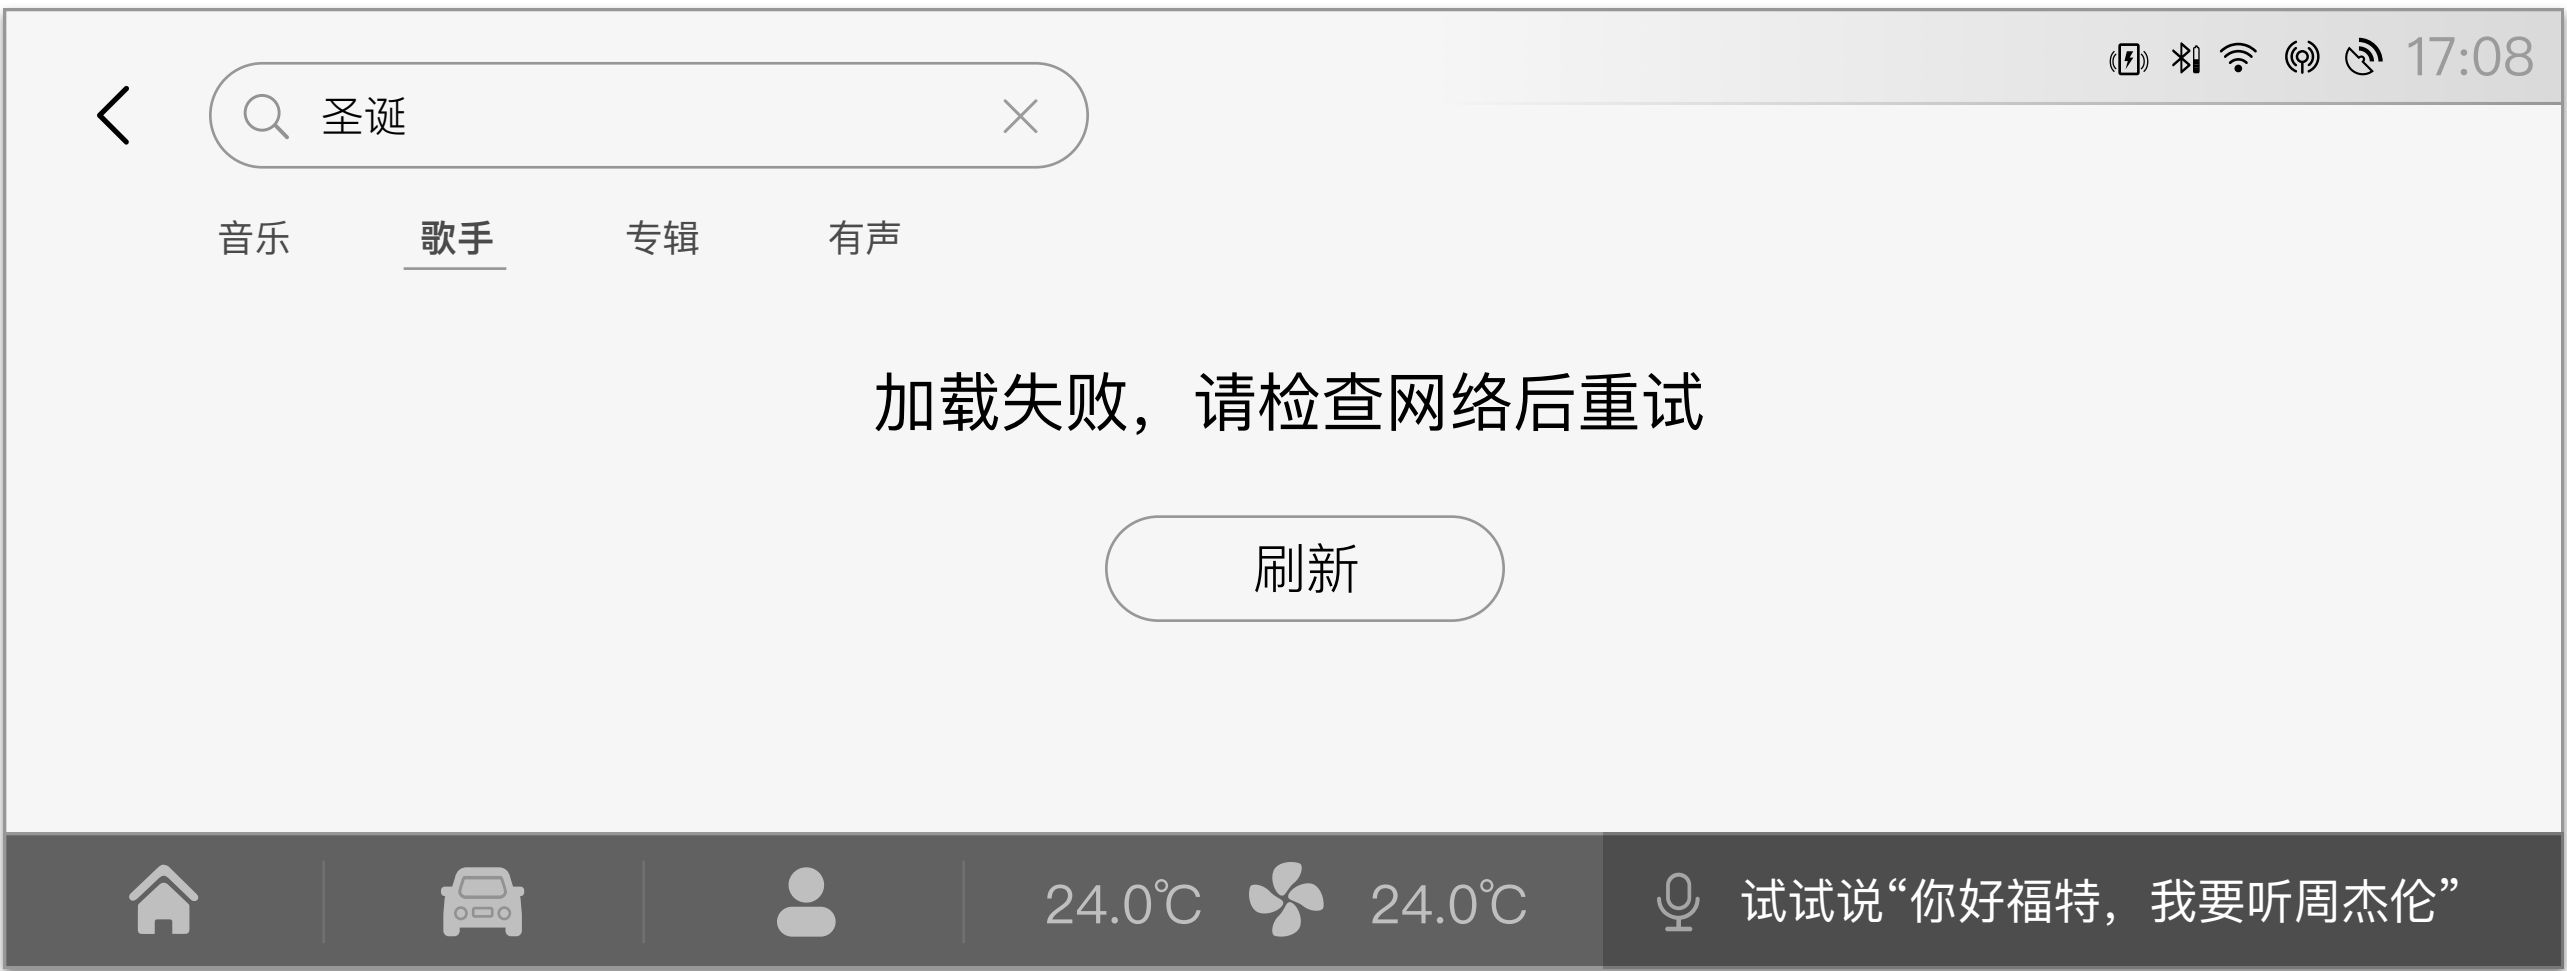 17:08
圣诞
音乐 歌手 专辑 有声
加载失败，请检查网络后重试
刷新
24.0℃ 24.0℃ 试试说“你好福特，我要听周杰伦”